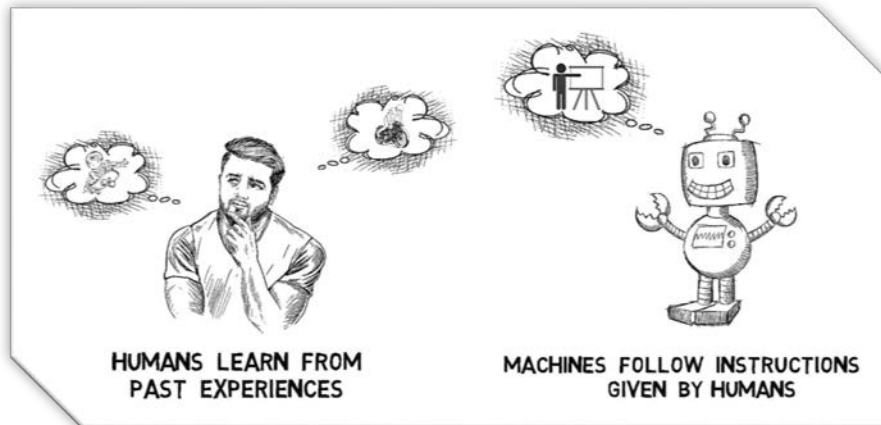 HUMANS LEARN FROM
PAST EXPERIENCES
MACHINES FOLLOW INSTRUCTIONS
GIVEN BY HUMANS